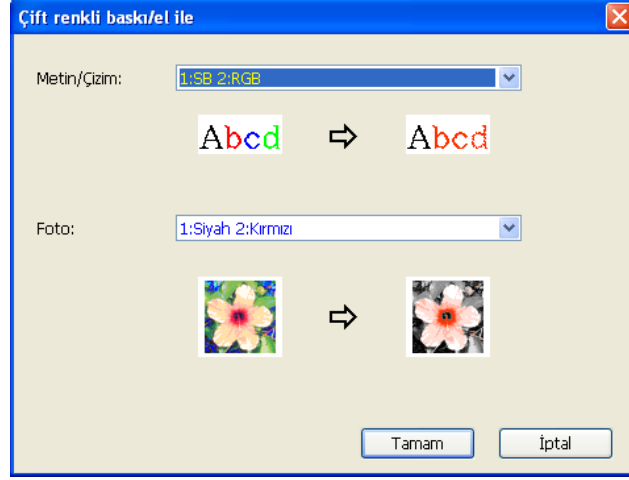 Çift renkli baskı/el ile
Metin/Çizim:
1:SB 2:RGB
Abcd
Abcd
Foto:
1:Siyah 2:Kırmızı
Tamam
İptal